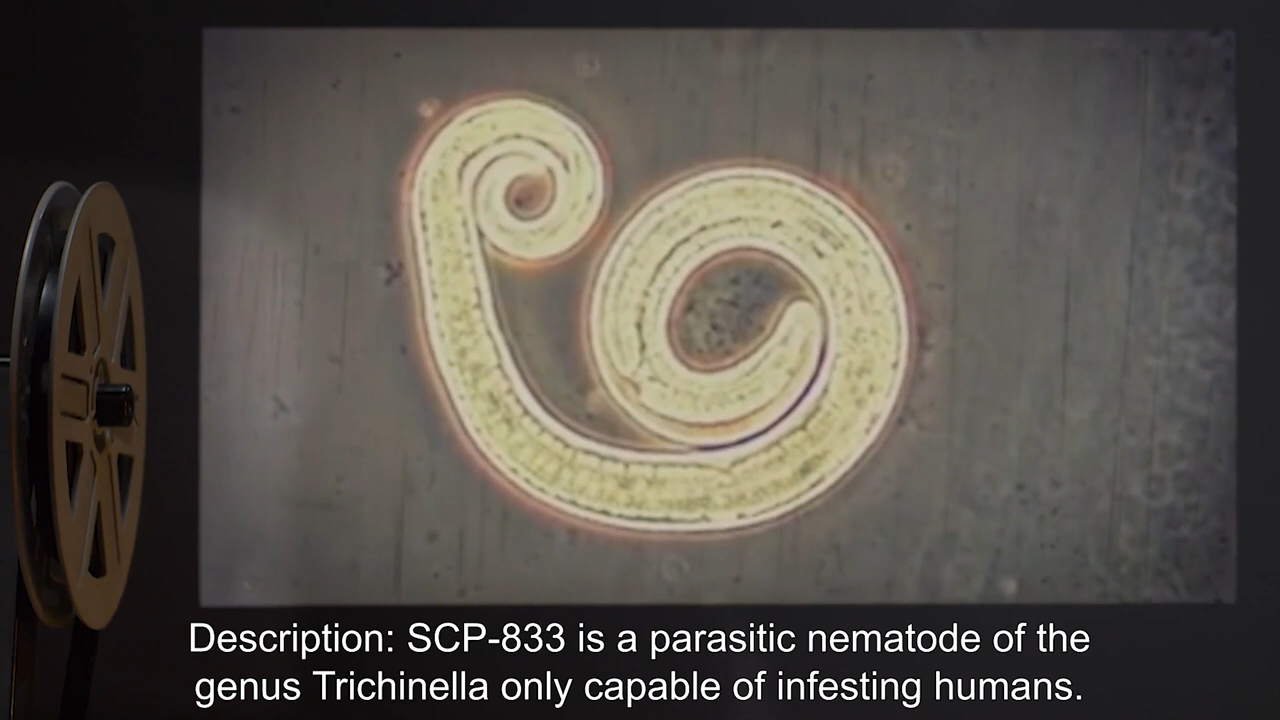 Description: SCP-833 is a parasitic nematode of the
genus Trichinella only capable of infesting humans.